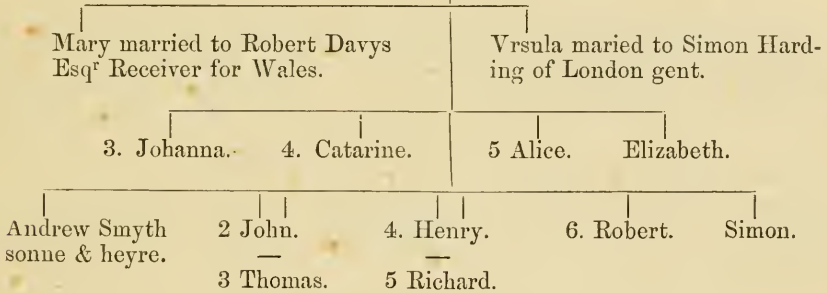 Mary married to Robert Davys
Esqr Receiver for Wales.
Vrsula maried to Simon Hard-
ing of London gent.
3. Johanna. 4. Catarine. 5 Alice. Elizabeth.
Andrew Smyth
sonne & heyre.
2 John. 4. Henry. 6. Robert. Simon.
3 Thomas. 5 Richard.